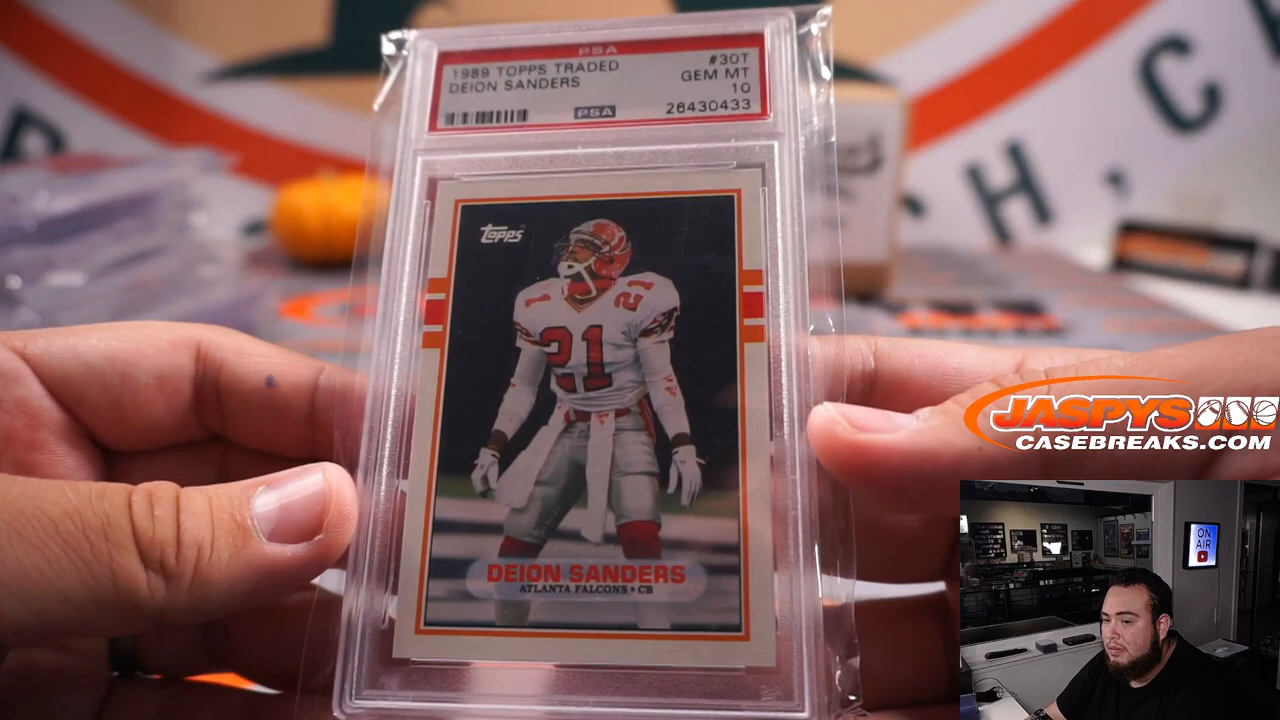 PSA
1989 TOPPS TRADED #30T
DEION SANDERS GEM MT
10
PSA 26430433
topps
1 21
21
DEION SANDERS
ATLANTA FALCONS • CB
H. C
JASPYS
CASEBREAKS.COM
ON
AIR